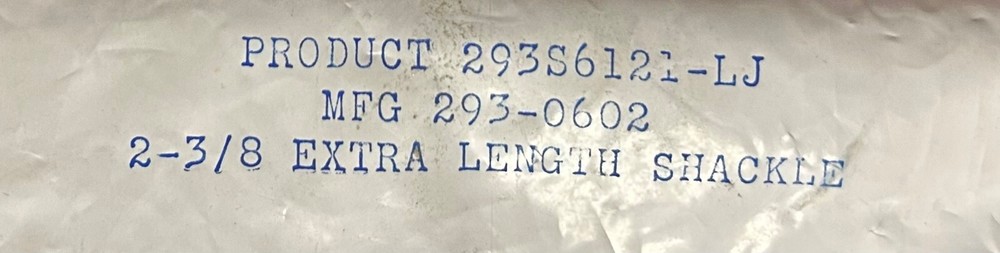 PRODUCT 293S6121-LJ
MFG 293-0602
2-3/8 EXTRA LENGTH SHACKLE